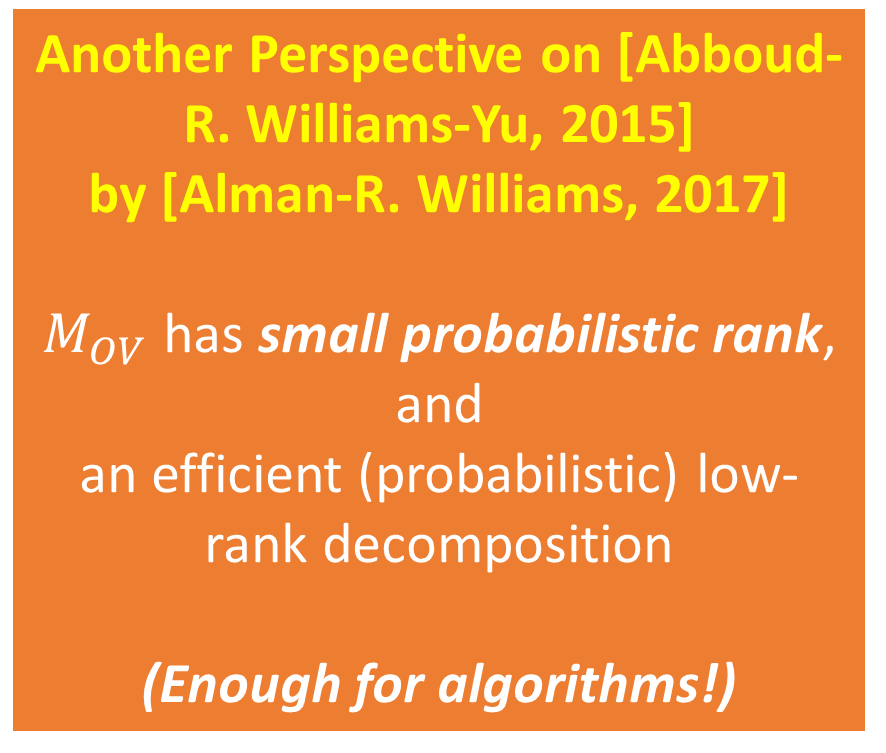 Another Perspective on [Abboud-
R. Williams-Yu, 2015]
by [Alman-R. Williams, 2017]
𝑀𝑂𝑉 has small probabilistic rank,
and
an efficient (probabilistic) low-
rank decomposition
(Enough for algorithms!)